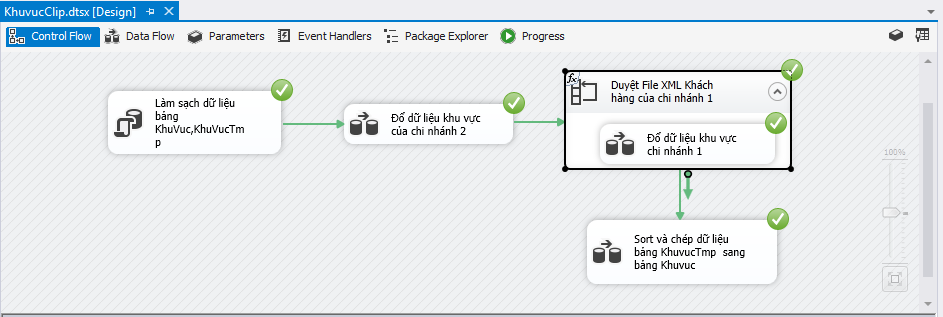 KhuvucClip.dtsx [Design]
Control Flow
Data Flow
Parameters
Event Handlers
Package Explorer
Progress
Làm sạch dữ liệu
bảng
KhuVuc,KhuVucTm
p
Đổ dữ liệu khu vực
của chi nhánh 2
fx
Duyệt File XML Khách
hàng của chi nhánh 1
Đổ dữ liệu khu vực
chi nhánh 1
Sort và chép dữ liệu
bảng KhuvucTmp sang
bảng Khuvuc
100%